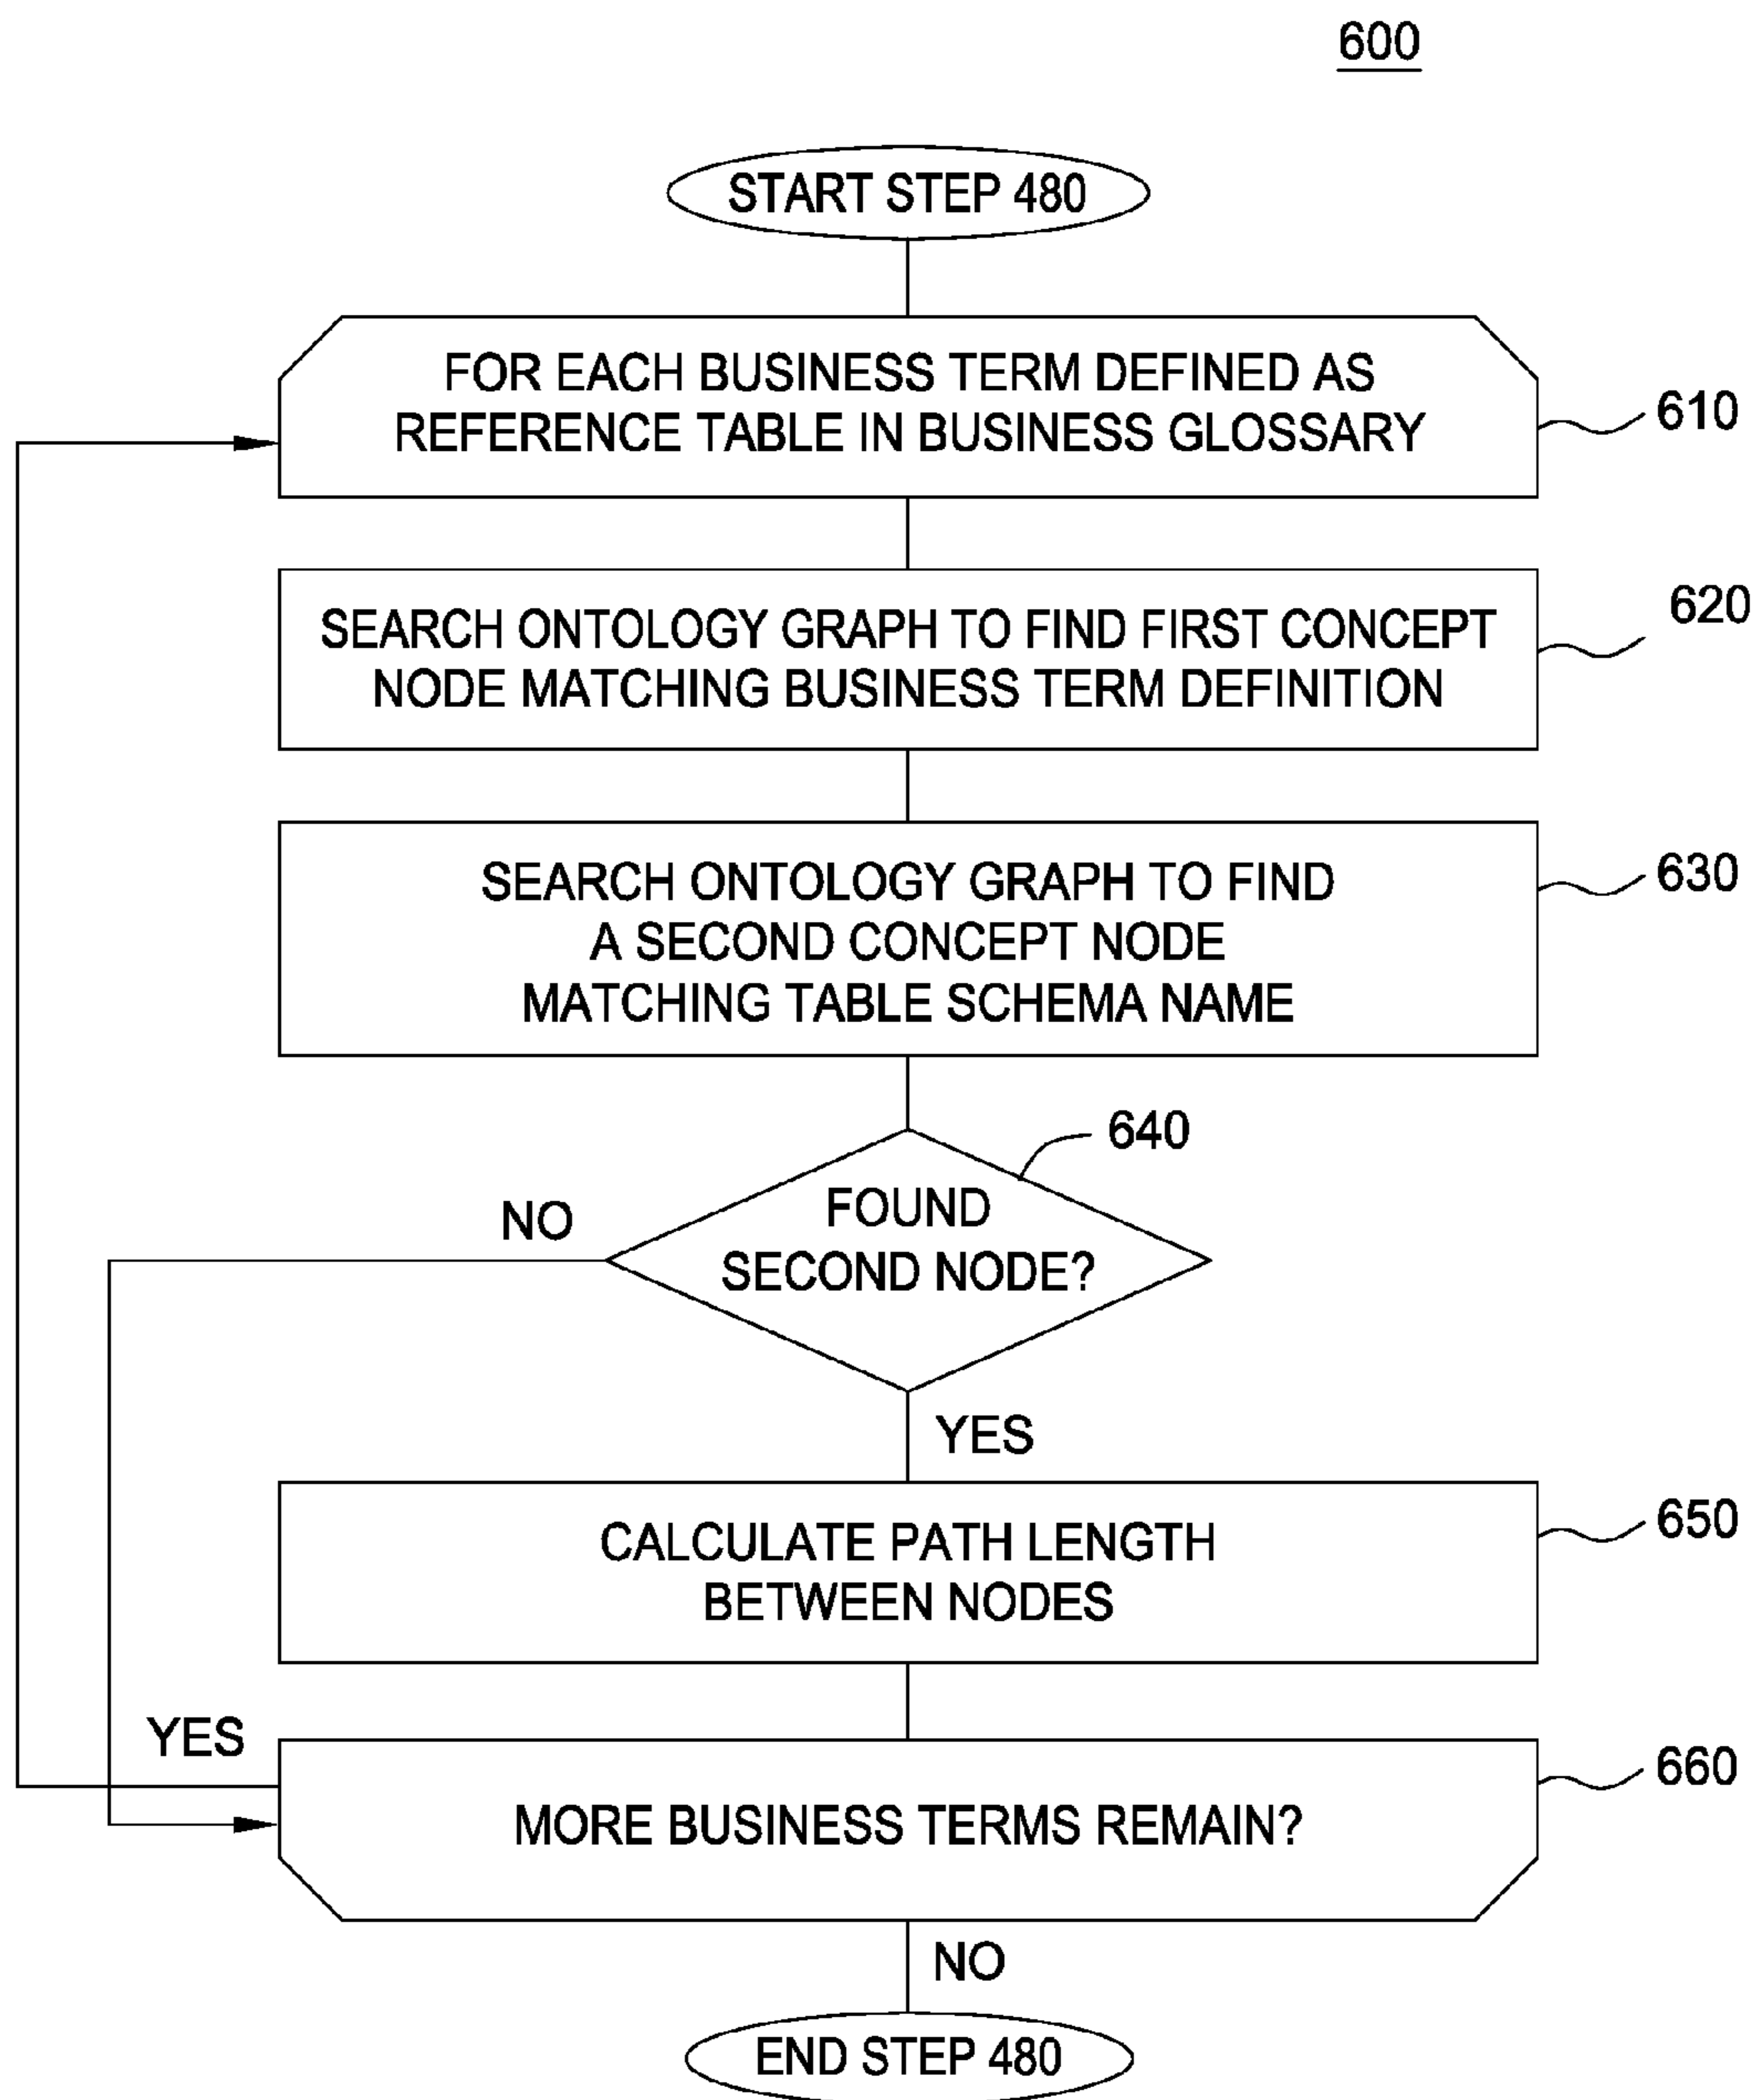 600
START STEP 480
FOR EACH BUSINESS TERM DEFINED AS
REFERENCE TABLE IN BUSINESS GLOSSARY
610
SEARCH ONTOLOGY GRAPH TO FIND FIRST CONCEPT
NODE MATCHING BUSINESS TERM DEFINITION
620
SEARCH ONTOLOGY GRAPH TO FIND
A SECOND CONCEPT NODE
MATCHING TABLE SCHEMA NAME
630
640
FOUND
SECOND NODE?
NO
YES
CALCULATE PATH LENGTH
BETWEEN NODES
650
YES
MORE BUSINESS TERMS REMAIN?
660
NO
END STEP 480